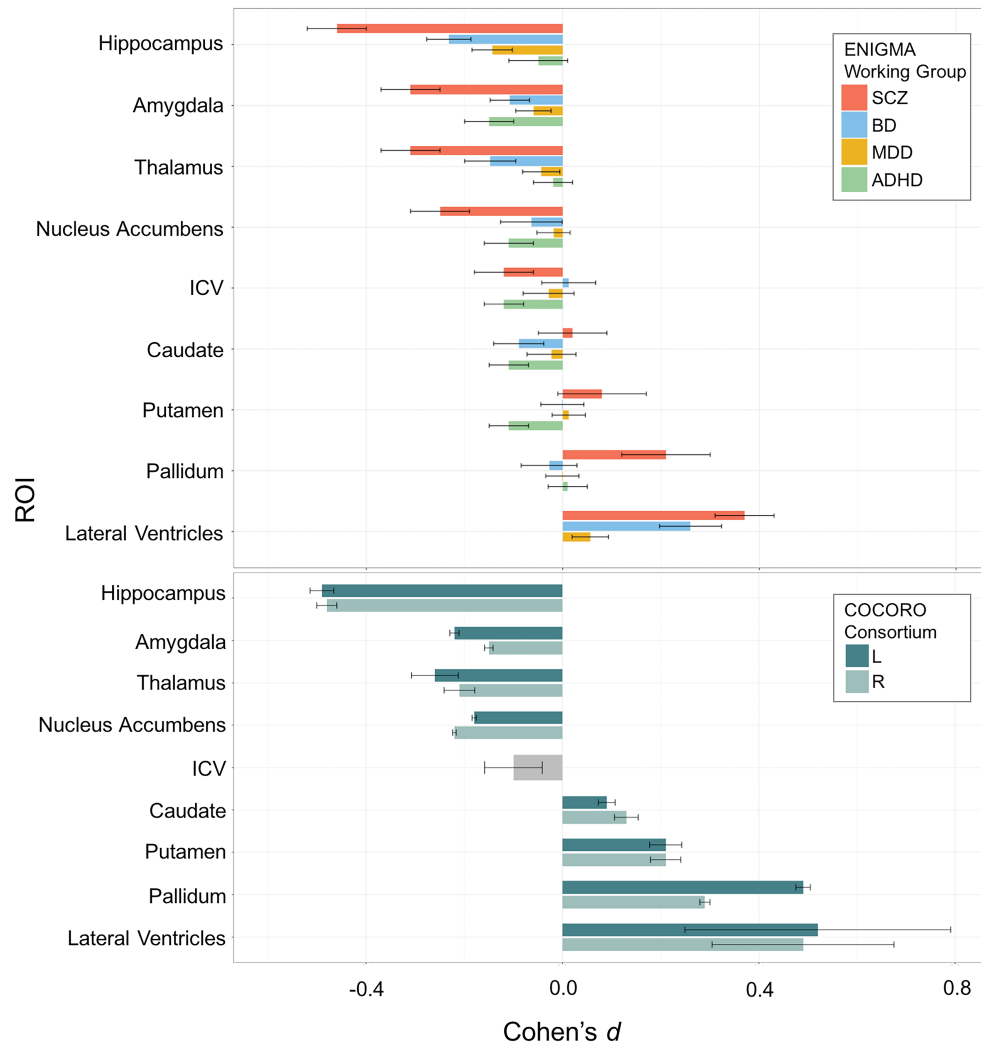 Hippocampus
Amygdala
Thalamus
Nucleus Accumbens
ICV
Caudate
Putamen
Pallidum
Lateral Ventricles
ENIGMA
Working Group
SCZ
BD
MDD
ADHD
ROI
Hippocampus
Amygdala
Thalamus
Nucleus Accumbens
ICV
Caudate
Putamen
Pallidum
Lateral Ventricles
COCORO
Consortium
L
R
-0.4 0.0 0.4 0.8
Cohen's d